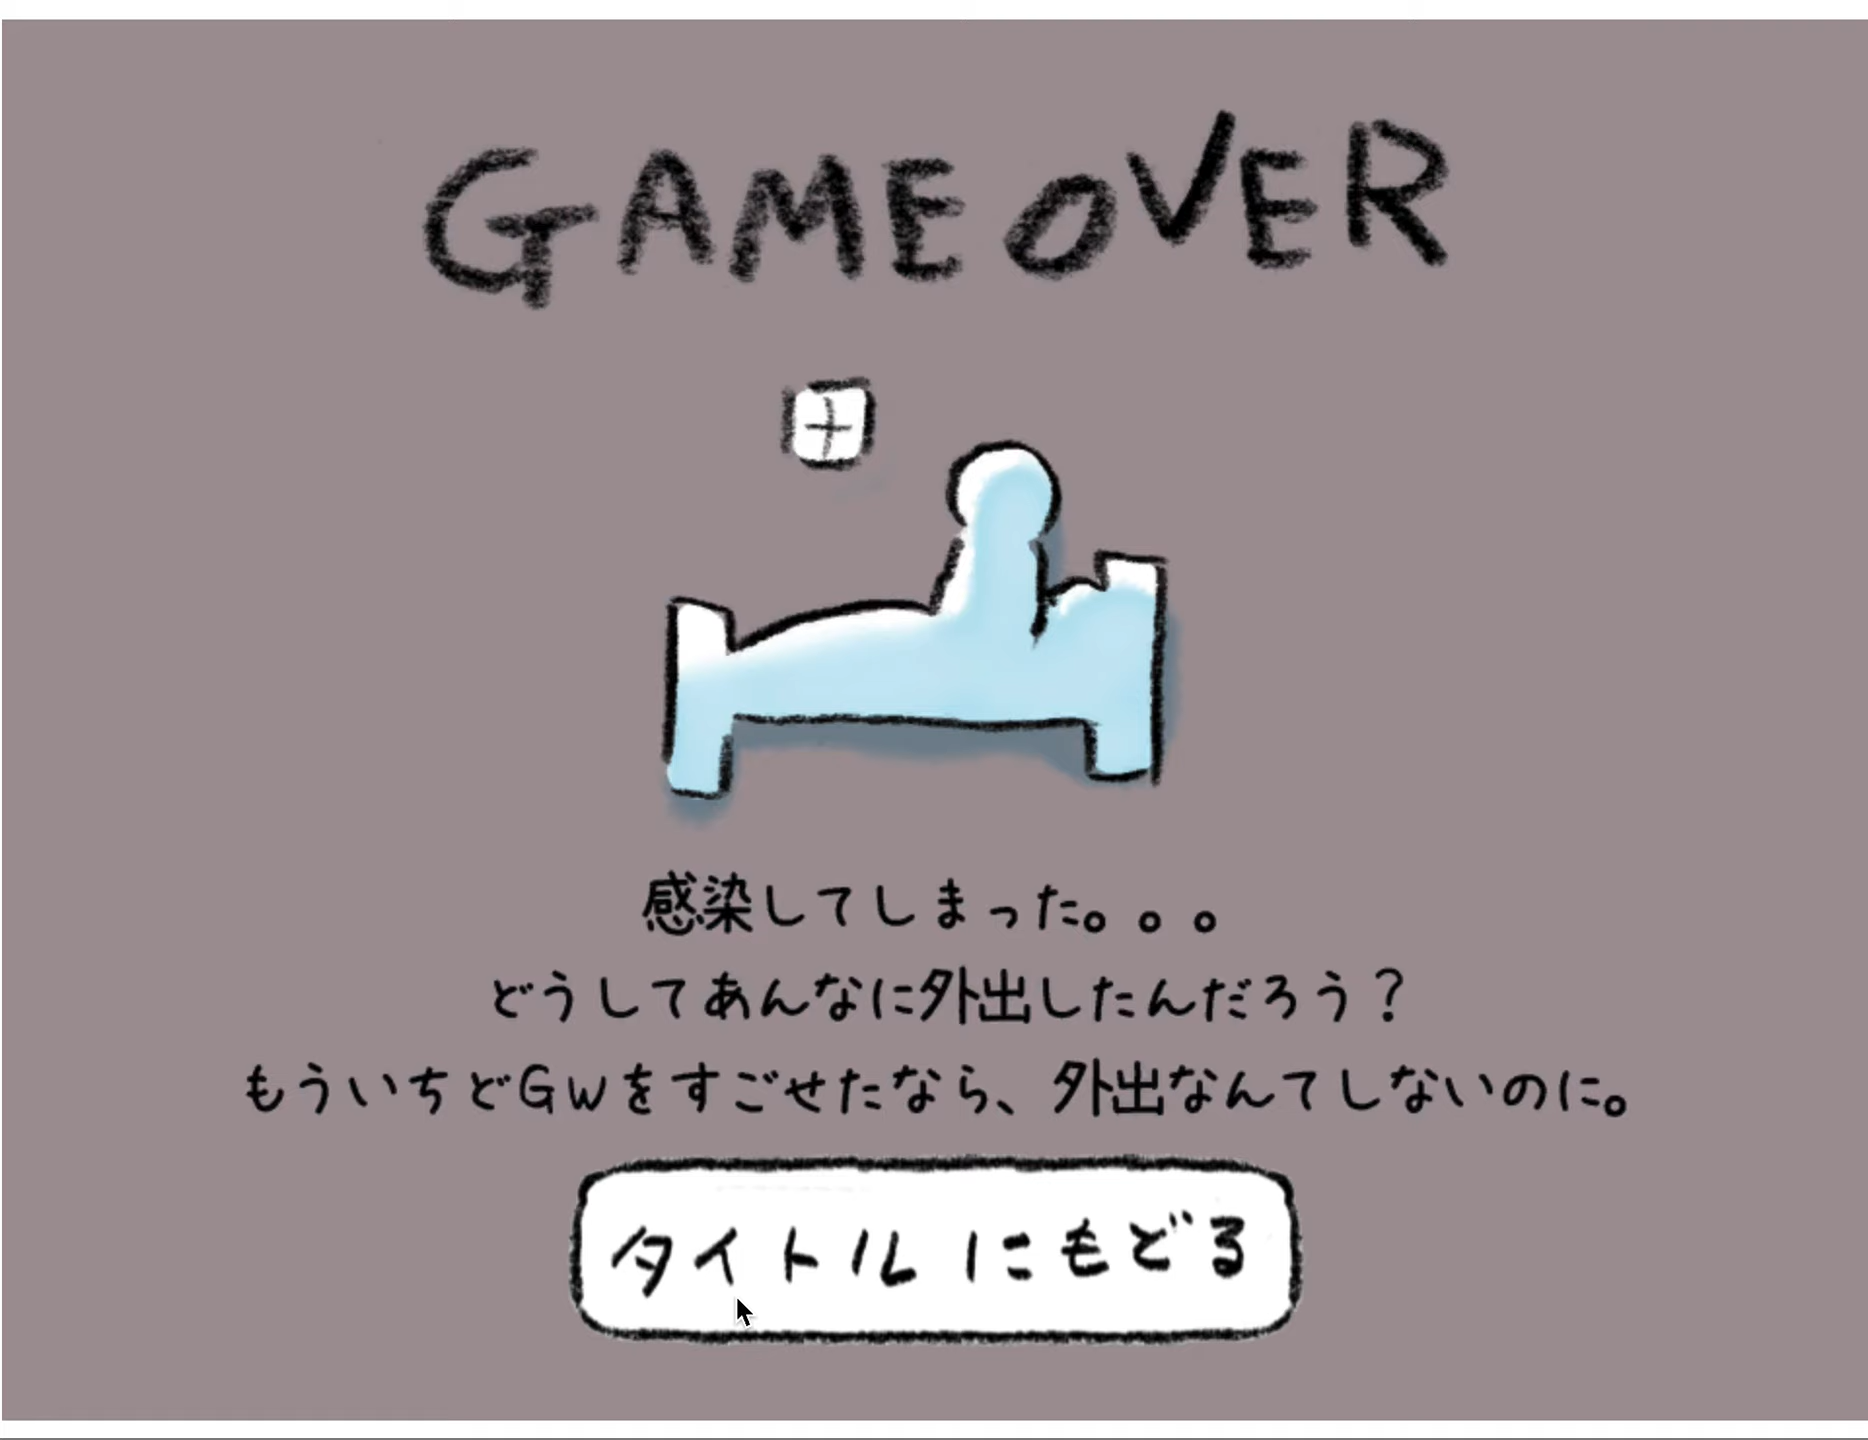 GAME OVER
感染してしまった。。。
どうしてあんなに外出したんだろう？
もういちどGWをすごせたなら、外出なんてしないのに。
タイトルにもどる